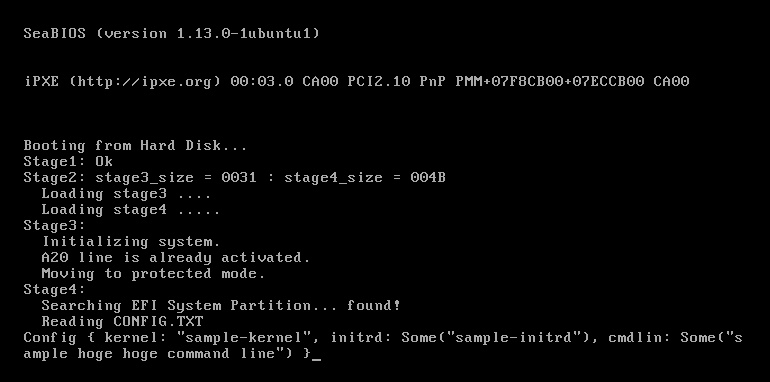 SeaBIOS (version 1.13.0-1ubuntu1)
iPXE (http://ipxe.org) 00:03.0 CA00 PCI2.10 PnP PMM+07F8CB00+07ECCB00 CA00
Booting from Hard Disk...
Stage1: Ok
Stage2: stage3_size = 0031 : stage4_size = 004B
Loading stage3 ....
Loading stage4 .....
Stage3:
Initializing system.
A20 line is already activated.
Moving to protected mode.
Stage4:
Searching EFI System Partition... found!
Reading CONFIG.TXT
Config { kernel: "sample-kernel", initrd: Some("sample-initrd"), cmdlin: Some("s
ample hoge hoge command line") }_